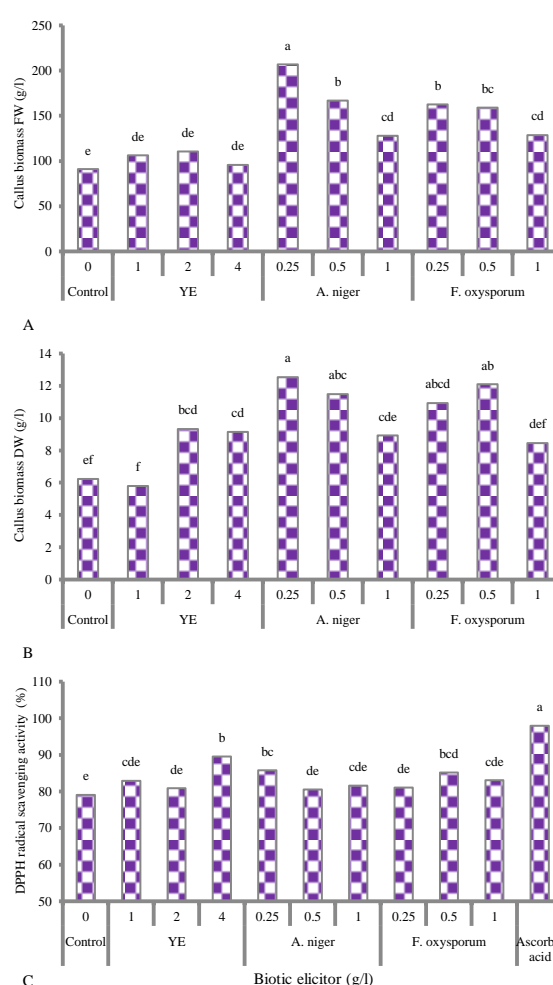 Callus biomass FW (g/l)
250
200
150
100
50
0
e
de
de
de
a
b
cd
b
bc
cd
0 1 2 4 0.25 0.5 1 0.25 0.5 1
Control YE A. niger F. oxysporum
A
Callus biomass DW (g/l)
14
12
10
8
6
4
2
0
ef
f
bcd
cd
a
abc
cde
abcd
ab
def
0 1 2 4 0.25 0.5 1 0.25 0.5 1
Control YE A. niger F. oxysporum
B
DPPH radical scavenging activity (%)
110
100
90
80
70
60
50
e
cde
de
b
bc
de
cde
de
bcd
cde
a
0 1 2 4 0.25 0.5 1 0.25 0.5 1
Control YE A. niger F. oxysporum Ascorb
acid
C Biotic elicitor (g/l)